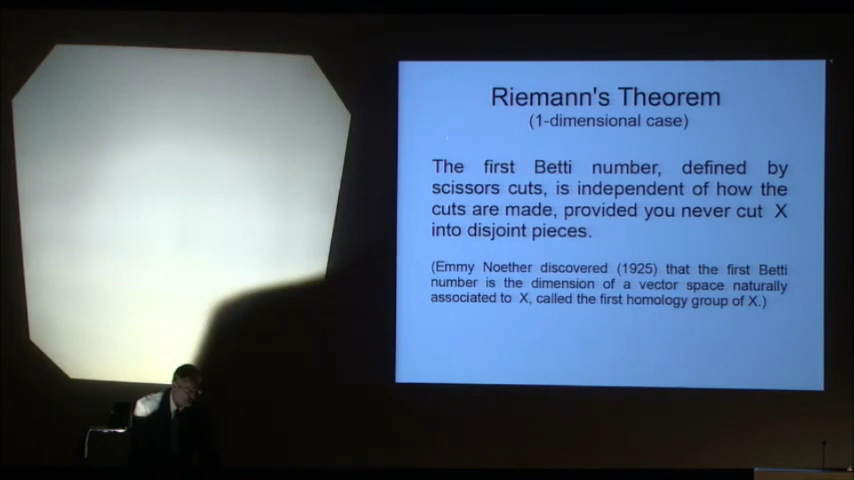 Riemann's Theorem
(1-dimensional case)
The first Betti number, defined by
scissors cuts, is independent of how the
cuts are made, provided you never cut X
into disjoint pieces.
(Emmy Noether discovered (1925) that the first Betti
number is the dimension of a vector space naturally
associated to X, called the first homology group of X.)